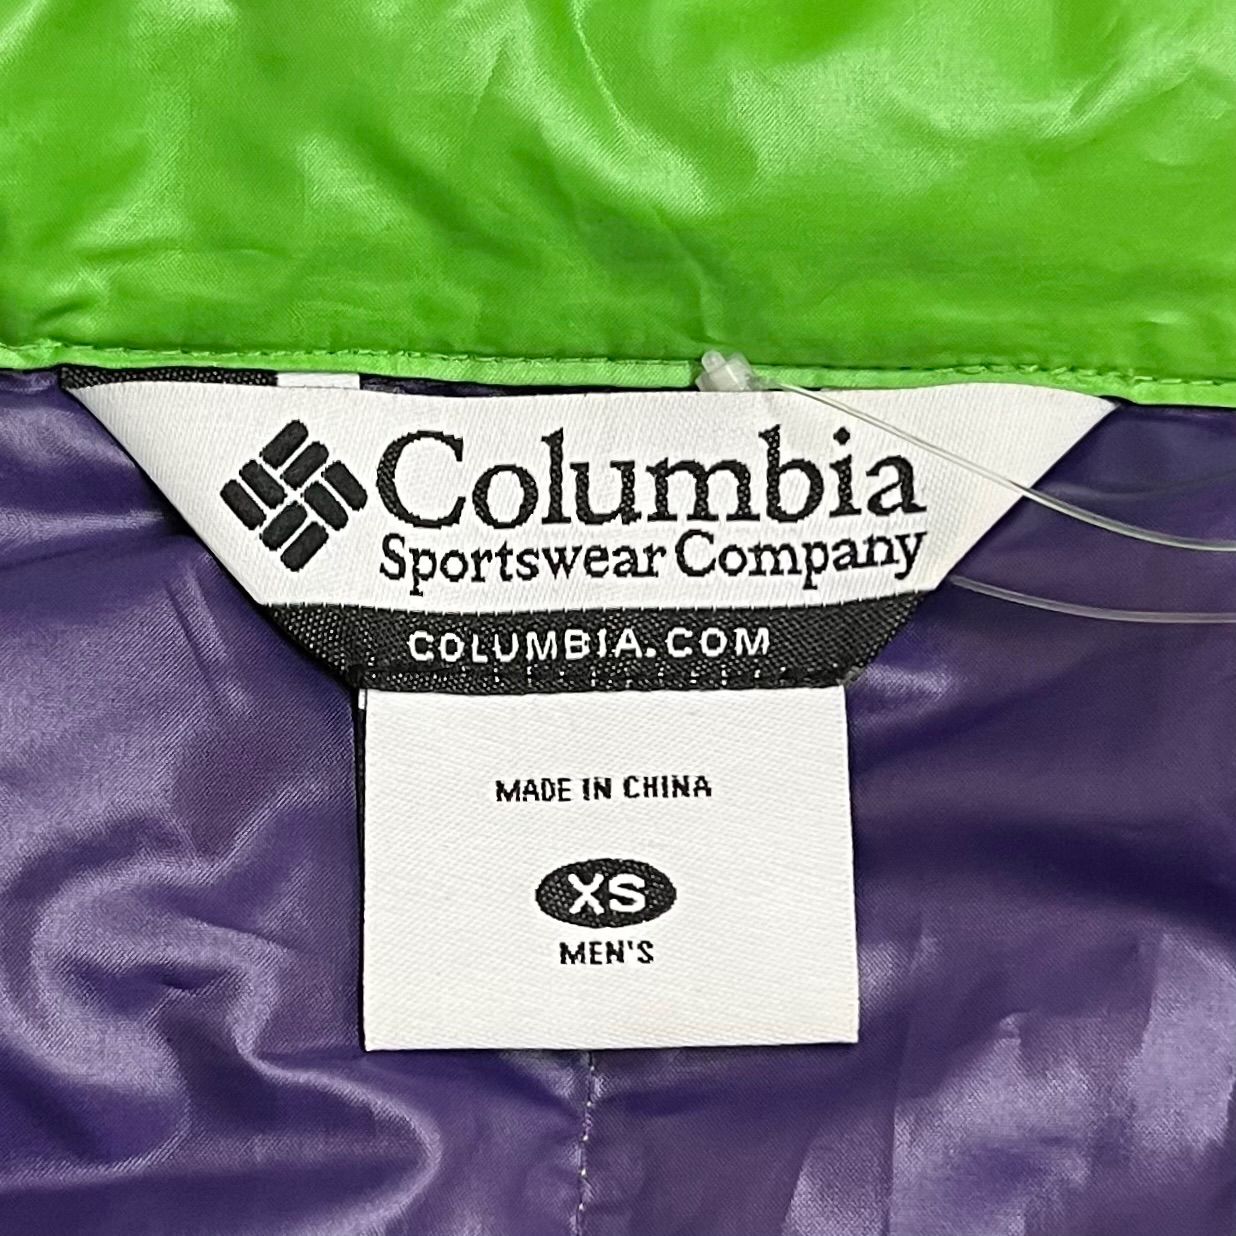 Columbia
Sportswear Company
COLUMBIA.COM
MADE IN CHINA
XS
MEN'S